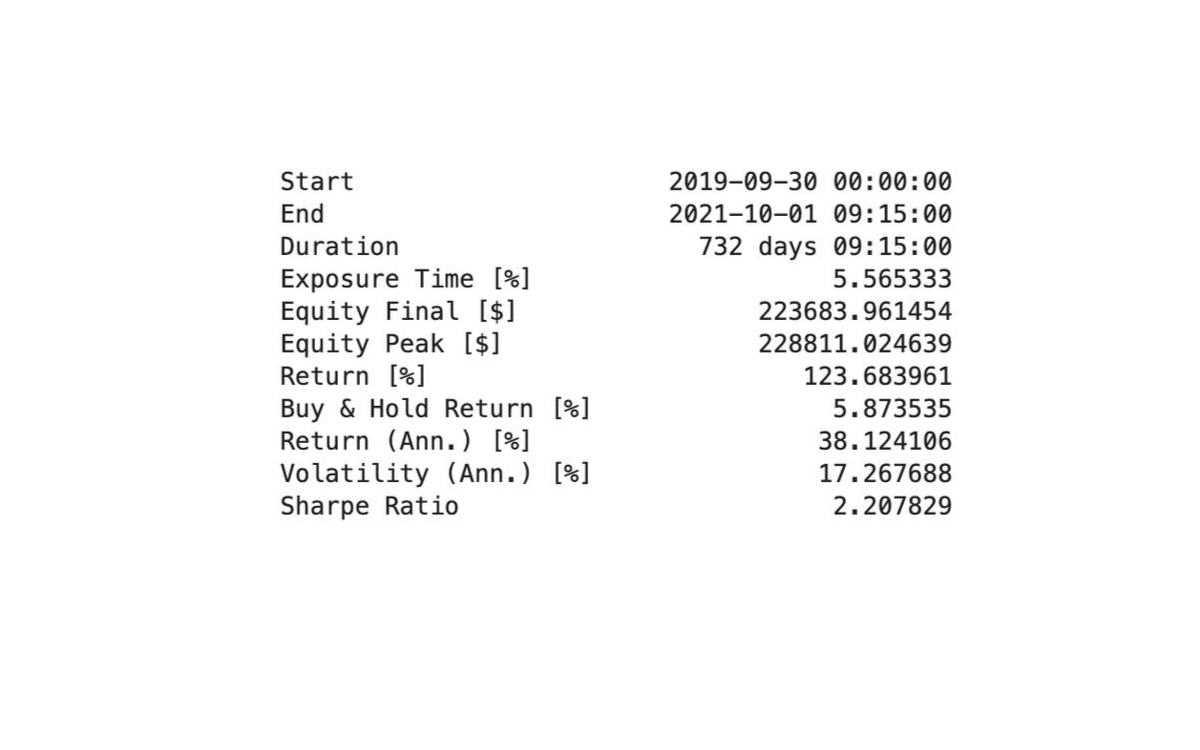 Start 2019-09-30 00:00:00
End 2021-10-01 09:15:00
Duration 732 days 09:15:00
Exposure Time [%] 5.565333
Equity Final [$] 223683.961454
Equity Peak [$] 228811.024639
Return [%] 123.683961
Buy & Hold Return [%] 5.873535
Return (Ann.) [%] 38.124106
Volatility (Ann.) [%] 17.267688
Sharpe Ratio 2.207829